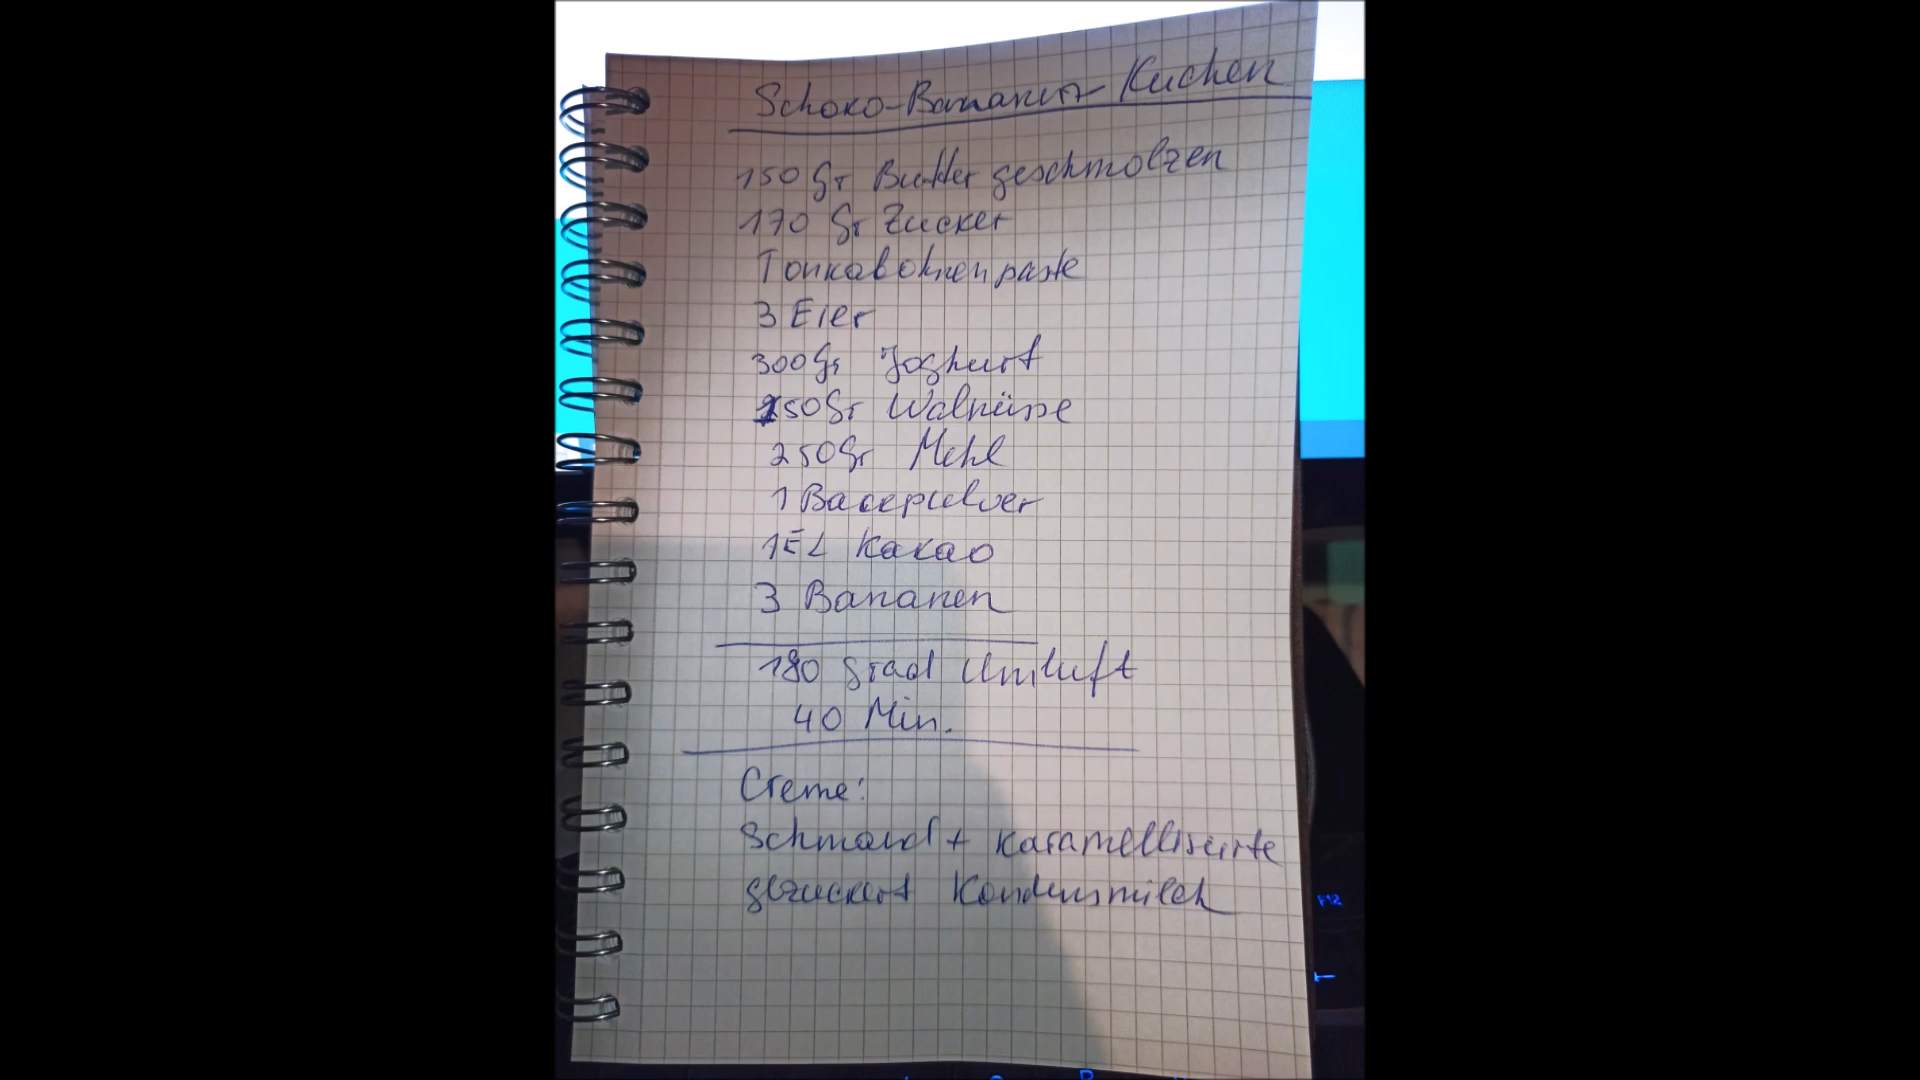 Schoko-Bananen-Kuchen
150 Gr Butter geschmolzen
170 Gr Zucker
Tonkabohnenpaste
3 Eier
300 Gr Joghurt
150 Gr Walnüsse
250 Gr Mehl
1 Backpulver
1 EL Kakao
3 Bananen
180 Grad Umluft
40 Min.
Creme:
Schmand + Karamellisierte
gezuckert Kondensmilch
F12